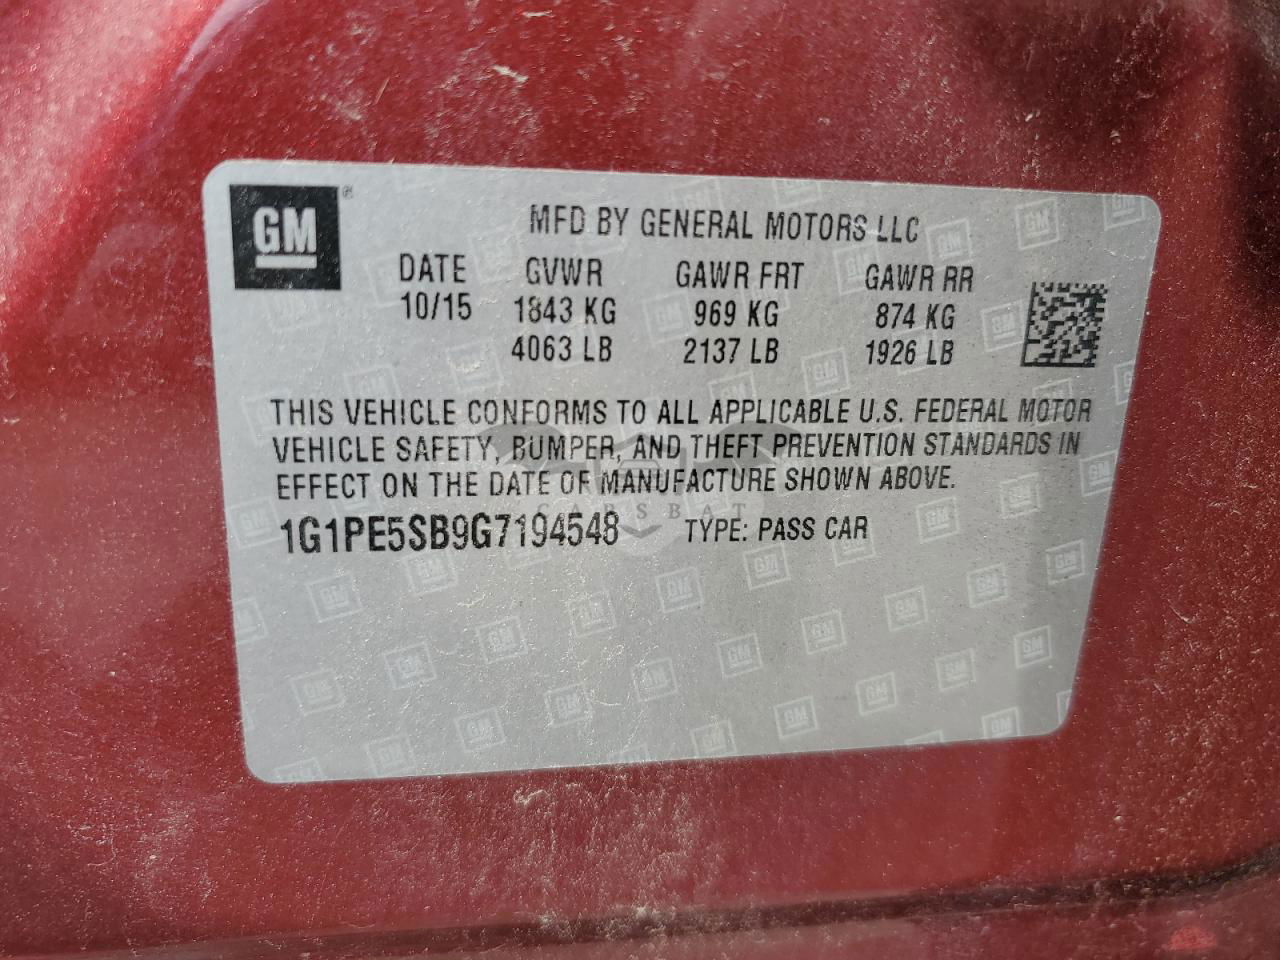 GM ®
MFD BY GENERAL MOTORS LLC
DATE GVWR GAWR FRT GAWR RR
10/15 1843 KG 969 KG 874 KG
4063 LB 2137 LB 1926 LB
THIS VEHICLE CONFORMS TO ALL APPLICABLE U.S. FEDERAL MOTOR
VEHICLE SAFETY, BUMPER, AND THEFT PREVENTION STANDARDS IN
EFFECT ON THE DATE OF MANUFACTURE SHOWN ABOVE.
CARSBAT
1G1PE5SB9G7194548 TYPE: PASS CAR